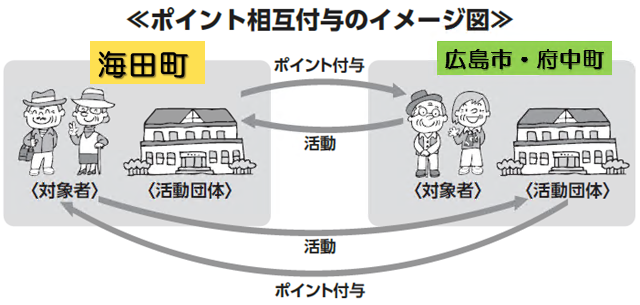 ≪ポイント相互付与のイメージ図≫
海田町
広島市・府中町
ポイント付与
活動
〈対象者〉
〈活動団体〉
〈対象者〉
〈活動団体〉
活動
ポイント付与